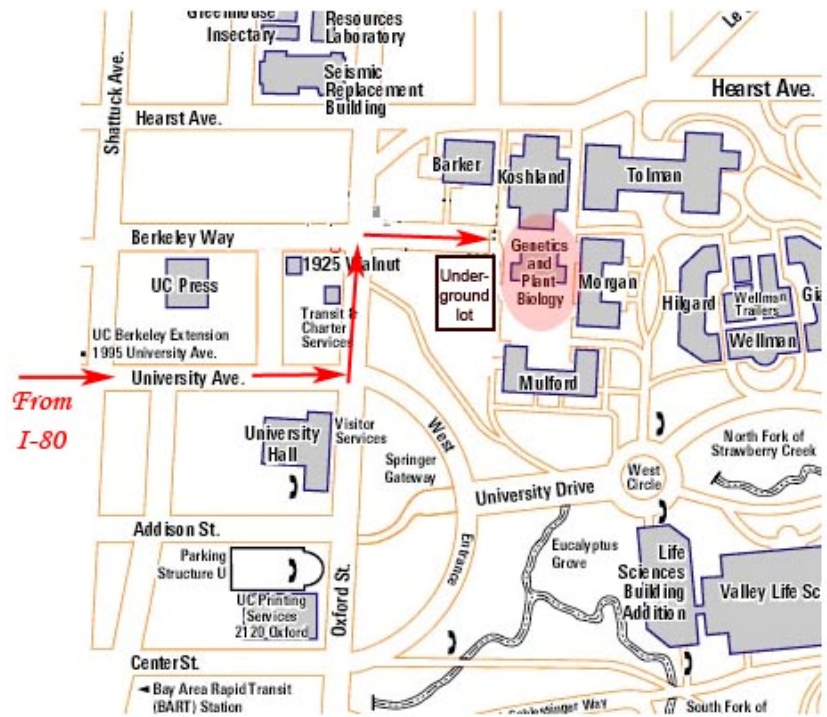 Greenhouse
Insectary
Resources
Laboratory
Seismic
Replacement
Building
Shattuck Ave.
Hearst Ave.
Hearst Ave.
Barker
Koshland
Tolman
Berkeley Way
1925 Walnut
UC Press
Transit &
Charter
Services
Under-
ground
lot
Genetics
and
Plant
Biology
Morgan
Hilgard
Wellman
Trailers
Wellman
UC Berkeley Extension
1995 University Ave.
University Ave.
From
I-80
Mulford
University
Hall
Visitor
Services
West
Entrance
Springer
Gateway
University Drive
West
Circle
North Fork of
Strawberry Creek
Addison St.
Parking
Structure U
UC Printing
Services
2120 Oxford
Oxford St.
Eucalyptus
Grove
Life
Sciences
Building
Addition
Valley Life Sc
Center St.
Bay Area Rapid Transit
(BART) Station
Way
South Fork of